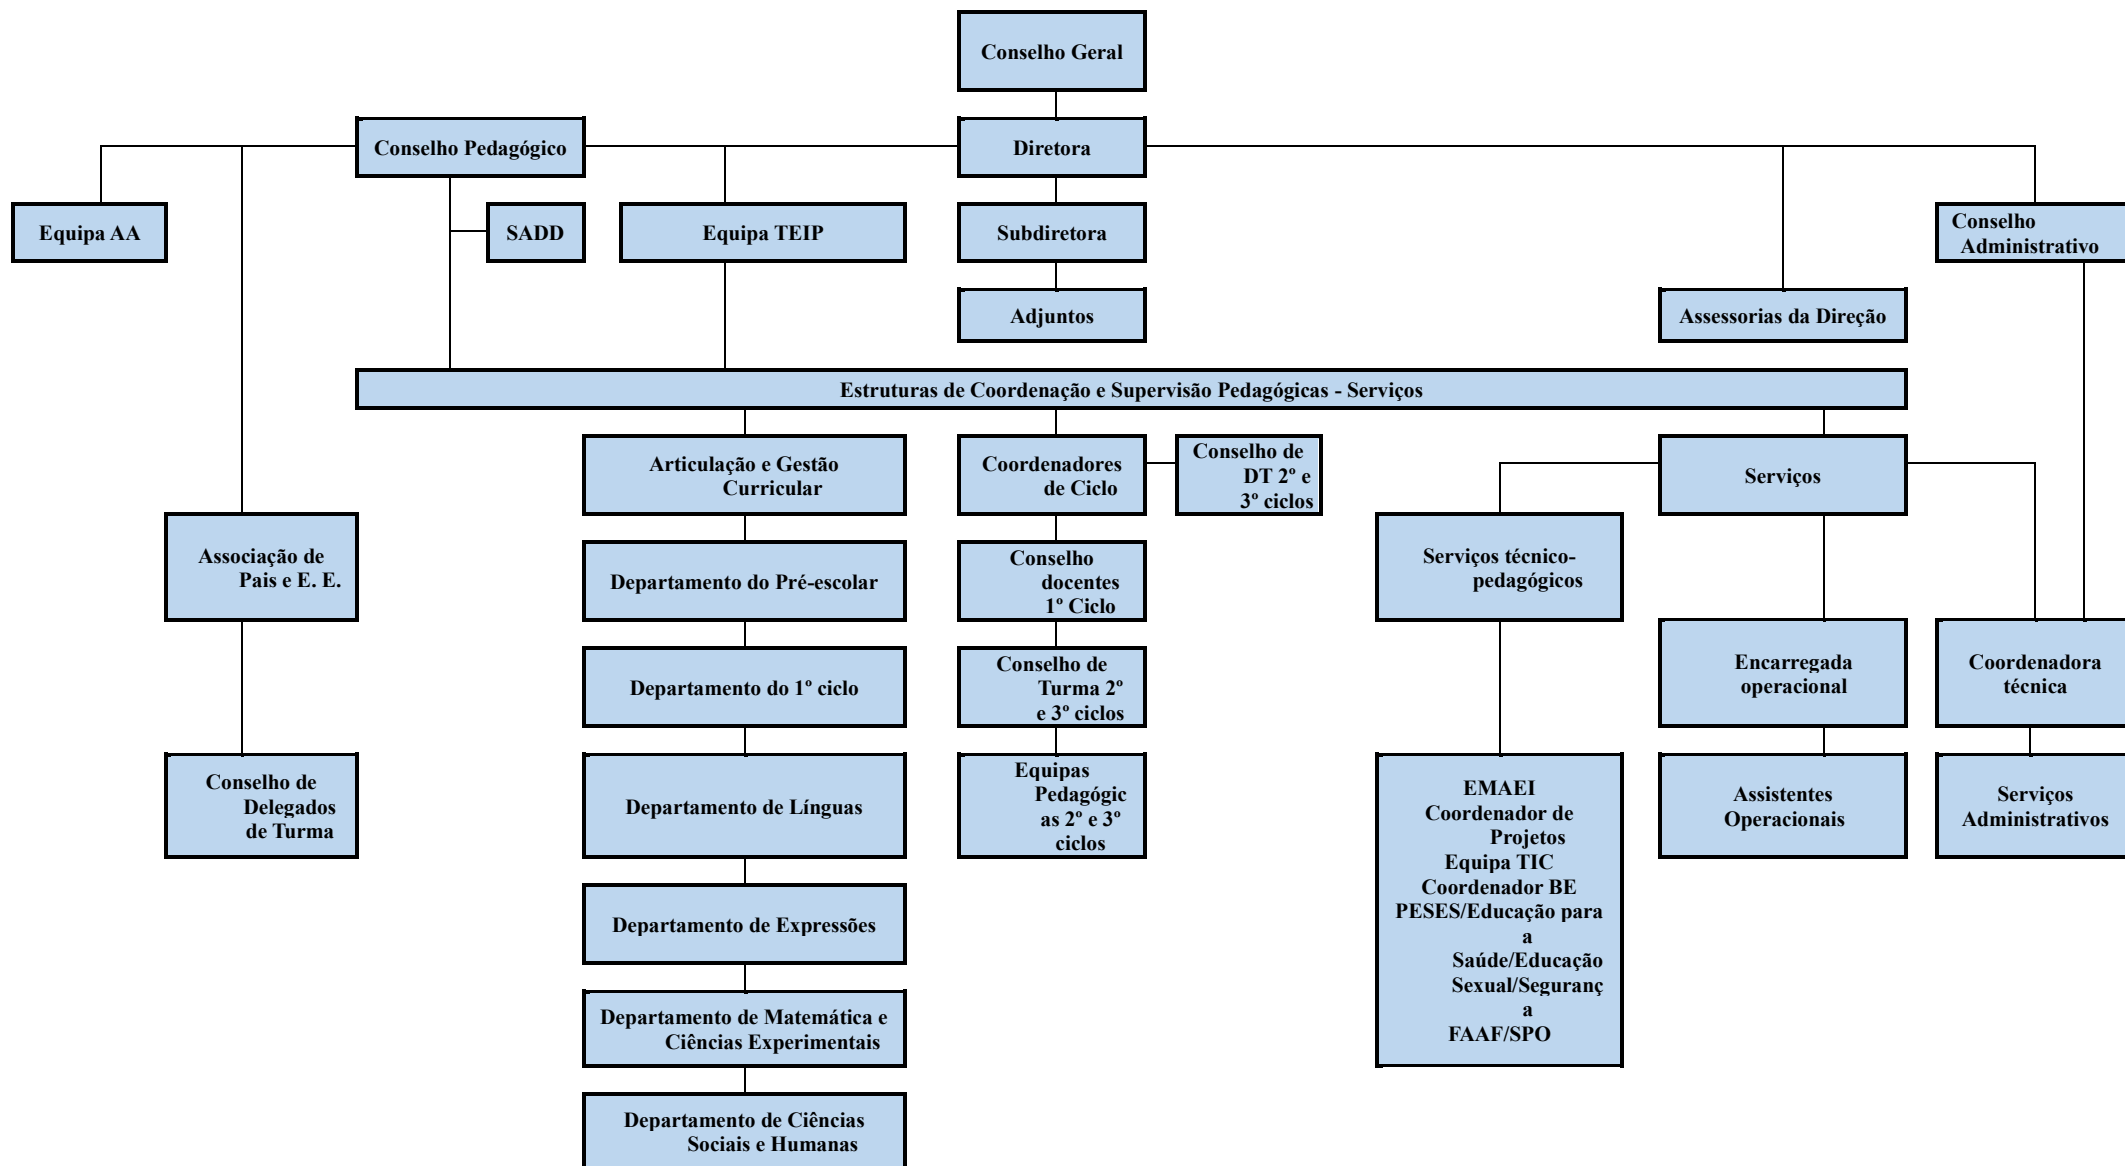 Conselho Geral
Conselho Pedagógico
Diretora
Equipa AA
SADD
Equipa TEIP
Subdiretora
Conselho
Administrativo
Adjuntos
Assessorias da Direção
Estruturas de Coordenação e Supervisão Pedagógicas - Serviços
Articulação e Gestão
Curricular
Coordenadores
de Ciclo
Conselho de
DT 2º e
3º ciclos
Serviços
Associação de
Pais e E. E.
Departamento do Pré-escolar
Conselho
docentes
1º Ciclo
Serviços técnico-
pedagógicos
Departamento do 1º ciclo
Conselho de
Turma 2º
e 3º ciclos
Encarregada
operacional
Coordenadora
técnica
Conselho de
Delegados
de Turma
Departamento de Línguas
Equipas
Pedagógic
as 2º e 3º
ciclos
EMAEI
Coordenador de
Projetos
Equipa TIC
Coordenador BE
PESES/Educação para
a
Saúde/Educação
Sexual/Seguranç
a
FAAF/SPO
Assistentes
Operacionais
Serviços
Administrativos
Departamento de Expressões
Departamento de Matemática e
Ciências Experimentais
Departamento de Ciências
Sociais e Humanas